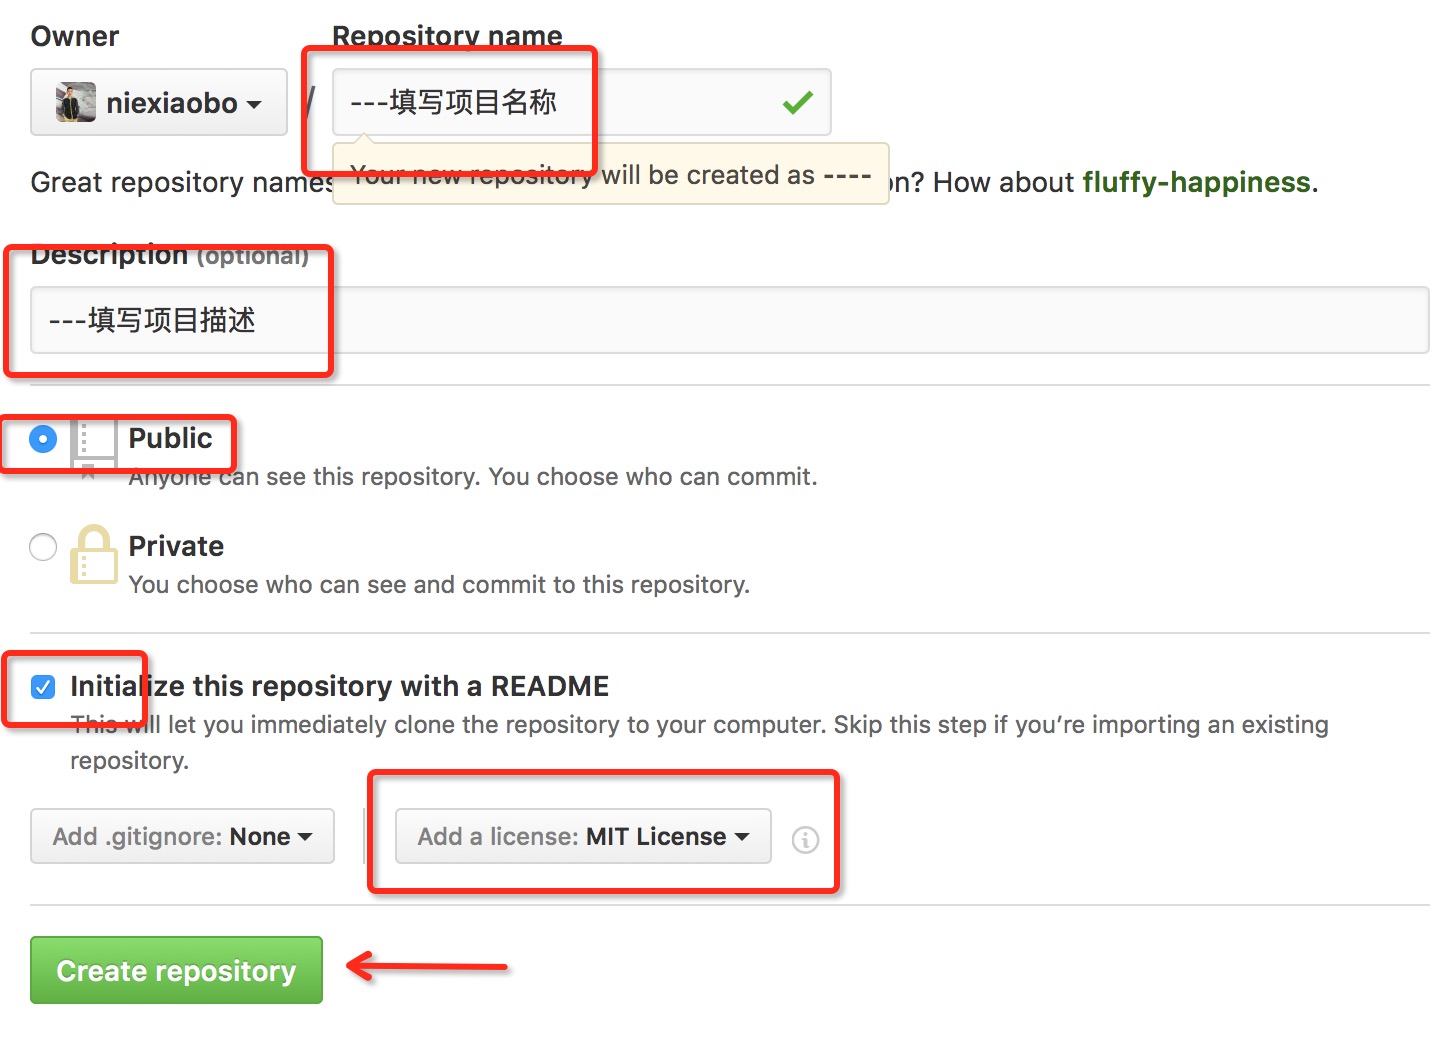 Owner
Repository name
niexiaobo
/
---填写项目名称
Your new repository will be created as ----
Great repository names on? How about fluffy-happiness.
Description (optional)
---填写项目描述
Public
Anyone can see this repository. You choose who can commit.
Private
You choose who can see and commit to this repository.
Initialize this repository with a README
This will let you immediately clone the repository to your computer. Skip this step if you’re importing an existing
repository.
Add .gitignore: None
Add a license: MIT License
Create repository